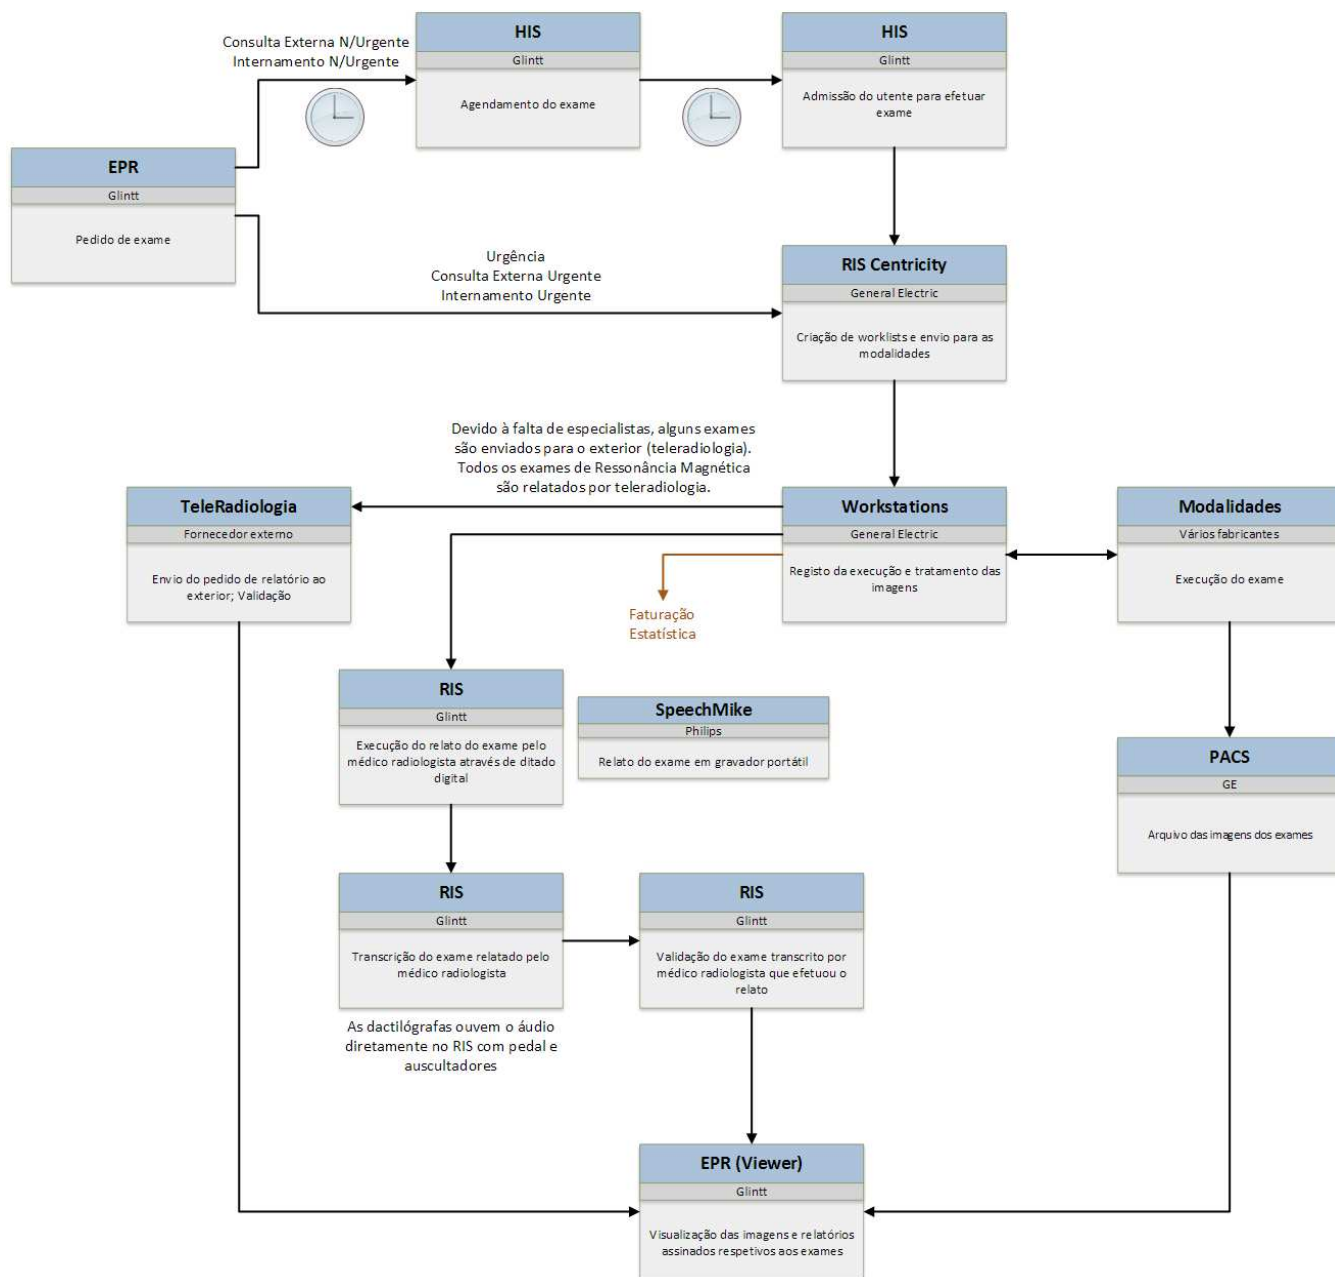 Consulta Externa N/Urgente
Internamento N/Urgente
HIS
Glintt
Agendamento do exame
HIS
Glintt
Admissão do utente para efetuar
exame
EPR
Glintt
Pedido de exame
Urgência
Consulta Externa Urgente
Internamento Urgente
RIS Centricity
General Electric
Criação de worklists e envio para as
modalidades
Devido à falta de especialistas, alguns exames
são enviados para o exterior (teleradiologia).
Todos os exames de Ressonância Magnética
são relatados por teleradiologia.
TeleRadiologia
Fornecedor externo
Envio do pedido de relatório ao
exterior; Validação
Workstations
General Electric
Registo da execução e tratamento das
imagens
Modalidades
Vários fabricantes
Execução do exame
Faturação
Estatística
RIS
Glintt
Execução do relato do exame pelo
médico radiologista através de ditado
digital
SpeechMike
Philips
Relato do exame em gravador portátil
PACS
GE
Arquivo das imagens dos exames
RIS
Glintt
Transcrição do exame relatado pelo
médico radiologista
RIS
Glintt
Validação do exame transcrito por
médico radiologista que efetuou o
relato
As dactilógrafas ouvem o áudio
diretamente no RIS com pedal e
auscultadores
EPR (Viewer)
Glintt
Visualização das imagens e relatórios
assinados respetivos aos exames